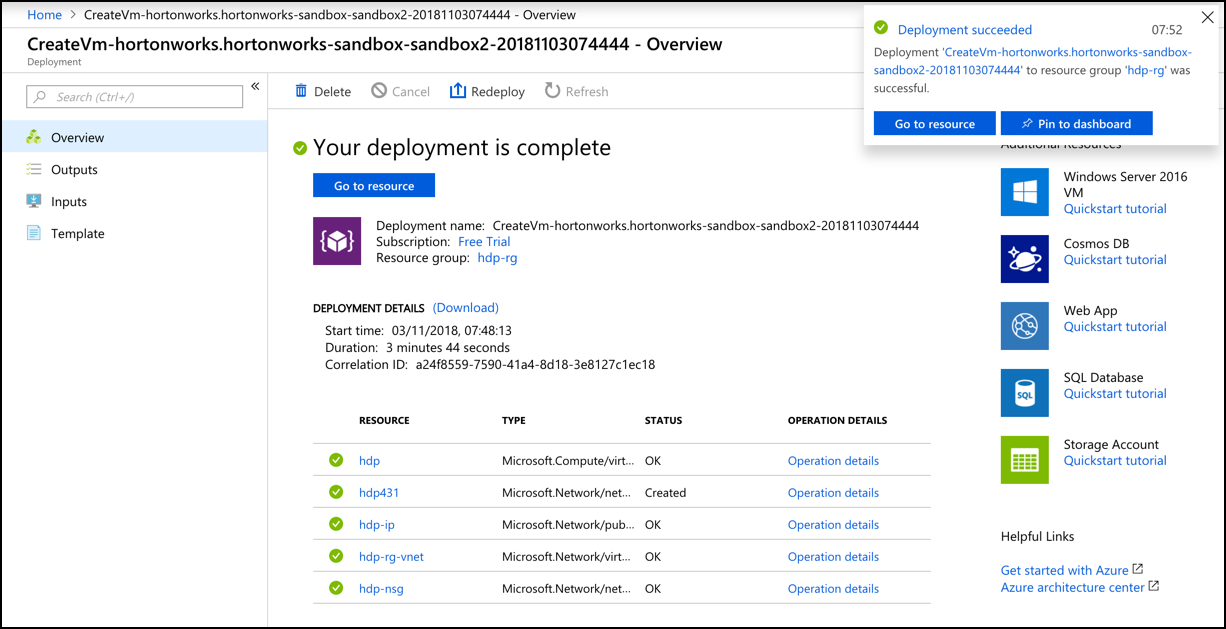 Home > CreateVm-hortonworks.hortonworks-sandbox-sandbox2-20181103074444 - Overview
CreateVm-hortonworks.hortonworks-sandbox-sandbox2-20181103074444 - Overview
Deployment
Search (Ctrl+/)
«
Overview
Outputs
Inputs
Template
Delete
Cancel
Redeploy
Refresh
Deployment succeeded
07:52
Deployment 'CreateVm-hortonworks.hortonworks-sandbox-
sandbox2-20181103074444' to resource group 'hdp-rg' was
successful.
Go to resource
Pin to dashboard
Your deployment is complete
Go to resource
Deployment name: CreateVm-hortonworks.hortonworks-sandbox-sandbox2-20181103074444
Subscription: Free Trial
Resource group: hdp-rg
DEPLOYMENT DETAILS (Download)
Start time: 03/11/2018, 07:48:13
Duration: 3 minutes 44 seconds
Correlation ID: a24f8559-7590-41a4-8d18-3e8127c1ec18
RESOURCE TYPE STATUS OPERATION DETAILS
hdp Microsoft.Compute/virt... OK Operation details
hdp431 Microsoft.Network/net... Created Operation details
hdp-ip Microsoft.Network/pub... OK Operation details
hdp-rg-vnet Microsoft.Network/virt... OK Operation details
hdp-nsg Microsoft.Network/net... OK Operation details
Additional Resources
Windows Server 2016
VM
Quickstart tutorial
Cosmos DB
Quickstart tutorial
Web App
Quickstart tutorial
SQL
SQL Database
Quickstart tutorial
Storage Account
Quickstart tutorial
Helpful Links
Get started with Azure
Azure architecture center